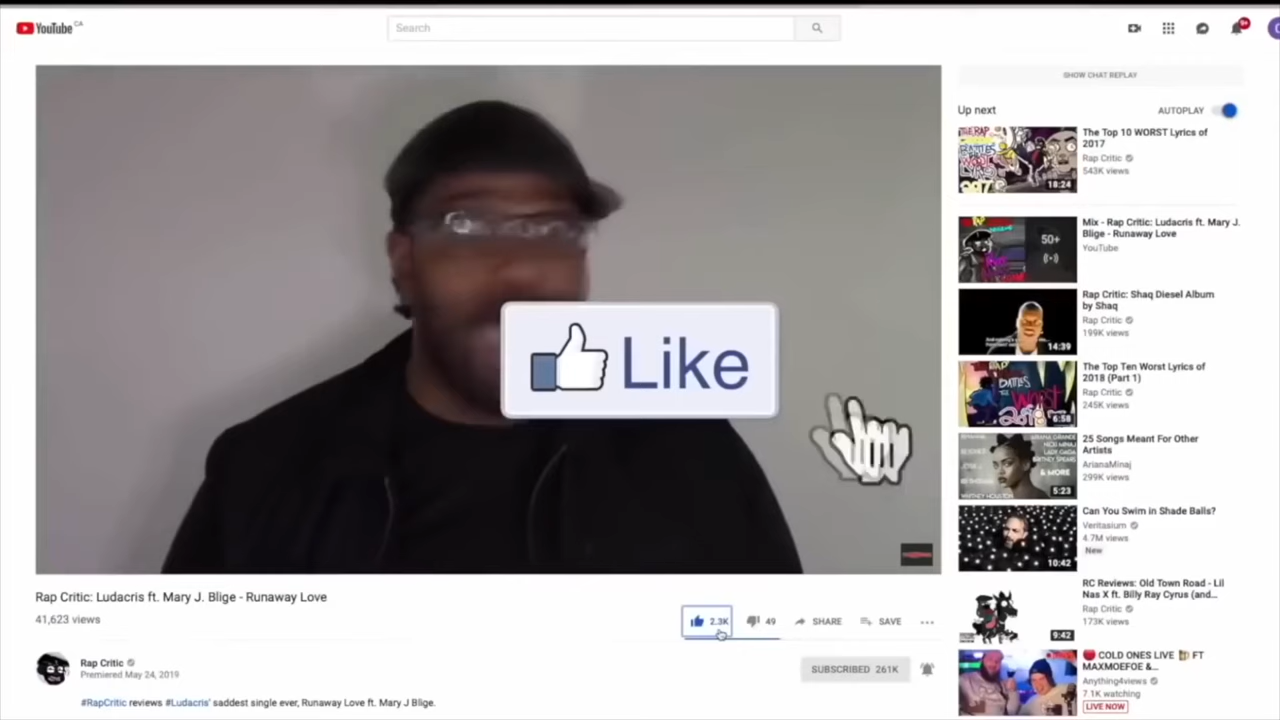 YouTube CA
Search
9+
SHOW CHAT REPLAY
Up next
AUTOPLAY
The Top 10 WORST Lyrics of
2017
Rap Critic
543K views
18:24
Mix - Rap Critic: Ludacris ft. Mary J.
Blige - Runaway Love
YouTube
50+
Rap Critic: Shaq Diesel Album
by Shaq
Rap Critic
199K views
14:39
The Top Ten Worst Lyrics of
2018 (Part 1)
Rap Critic
245K views
6:58
25 Songs Meant For Other
Artists
ArianaMinaj
299K views
& MORE
5:23
Can You Swim in Shade Balls?
Veritasium
4.7M views
New
10:42
RC Reviews: Old Town Road - Lil
Nas X ft. Billy Ray Cyrus (and...
Rap Critic
173K views
9:42
COLD ONES LIVE FT
MAXMOEFOE &...
Anything4views
7.1K watching
LIVE NOW
Like
Rap Critic: Ludacris ft. Mary J. Blige - Runaway Love
41,623 views
2.3K 49 SHARE SAVE
Rap Critic
Premiered May 24, 2019
SUBSCRIBED 261K
#RapCritic reviews #Ludacris' saddest single ever, Runaway Love ft. Mary J Blige.